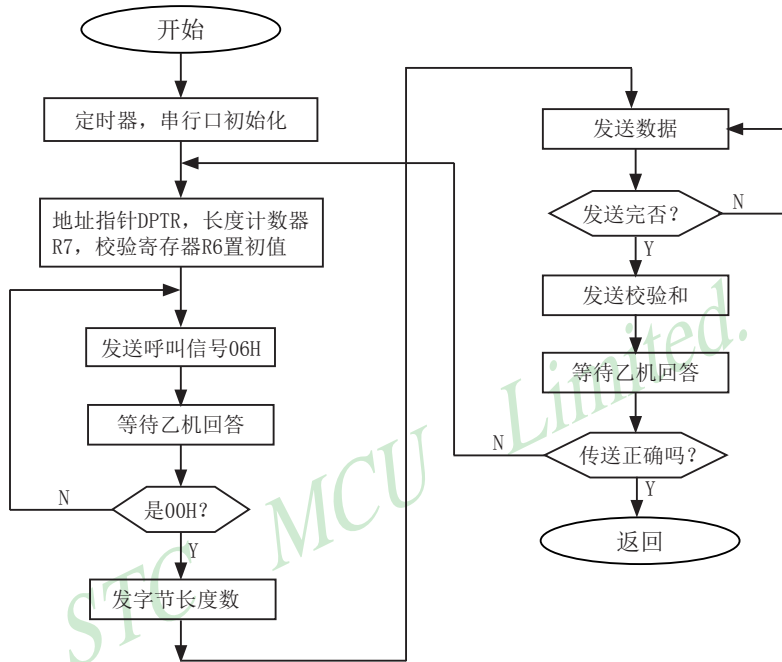 开始
定时器，串行口初始化
地址指针DPTR，长度计数器
R7，校验寄存器R6置初值
发送呼叫信号06H
等待乙机回答
是00H？
N
Y
发字节长度数
发送数据
发送完否？
N
Y
发送校验和
等待乙机回答
传送正确吗？
N
Y
返回
STC MCU Limited.